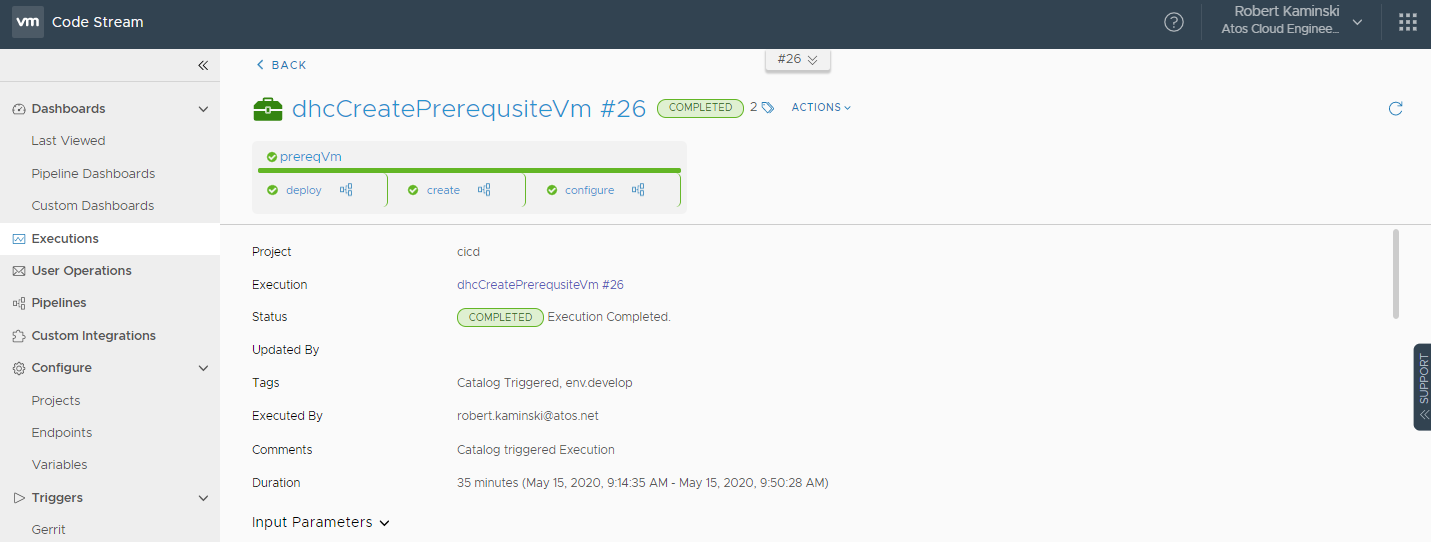 vm Code Stream
Robert Kaminski
Atos Cloud Enginee...
#26
BACK
dhcCreatePrerequsiteVm #26 COMPLETED 2 ACTIONS
prereqVm
deploy create configure
Dashboards
Last Viewed
Pipeline Dashboards
Custom Dashboards
Executions
User Operations
Pipelines
Custom Integrations
Configure
Projects
Endpoints
Variables
Triggers
Gerrit
Project cicd
Execution dhcCreatePrerequsiteVm #26
Status COMPLETED Execution Completed.
Updated By
Tags Catalog Triggered, env.develop
Executed By robert.kaminski@atos.net
Comments Catalog triggered Execution
Duration 35 minutes (May 15, 2020, 9:14:35 AM - May 15, 2020, 9:50:28 AM)
Input Parameters
SUPPORT